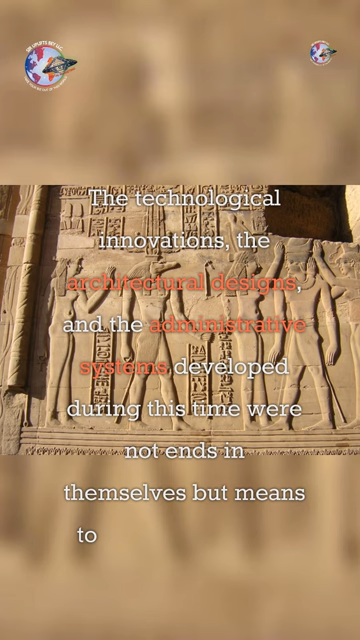 The technological
innovations, the
architectural designs,
and the administrative
systems developed
during this time were
not ends in
themselves but means
to